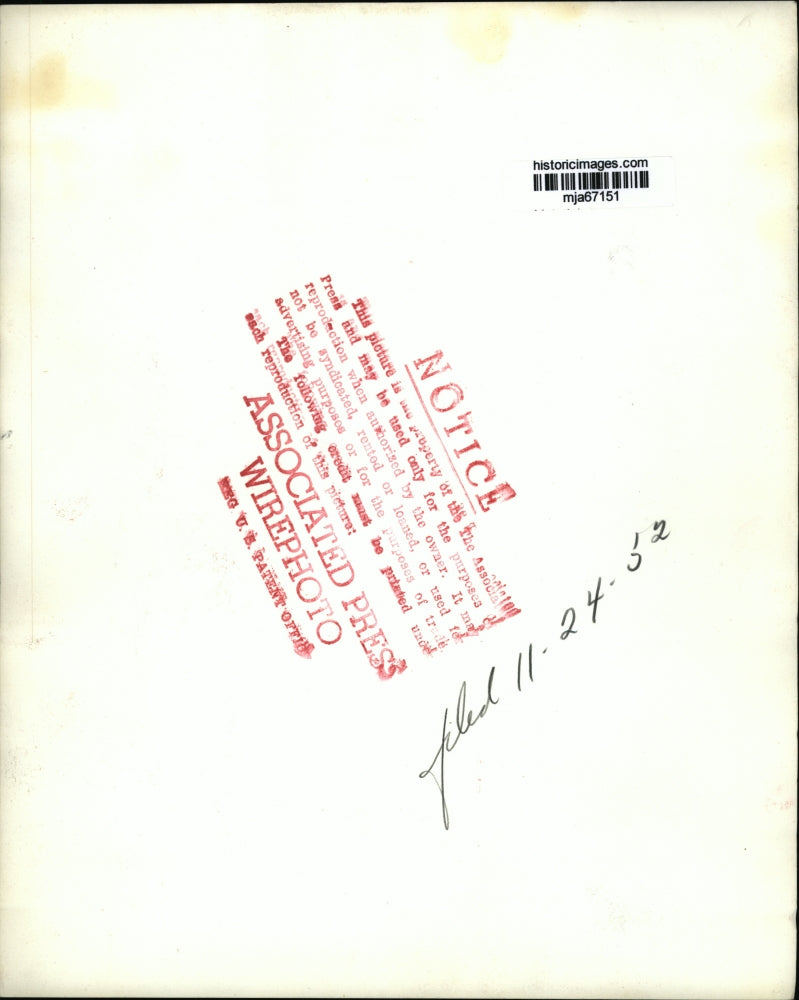 historicimages.com
mja67151
NOTICE
This picture is the property of the The Associated
Press and may be used only for the purposes of
reproduction when authorized by the owner. It may
not be syndicated, rented or loaned, or used for
advertising purposes or for the purposes of trade.
The following credit must be printed under
each reproduction of this picture:
ASSOCIATED PRESS
WIREPHOTO
REG U. S. PATENT OFFICE
filed 11-24-52